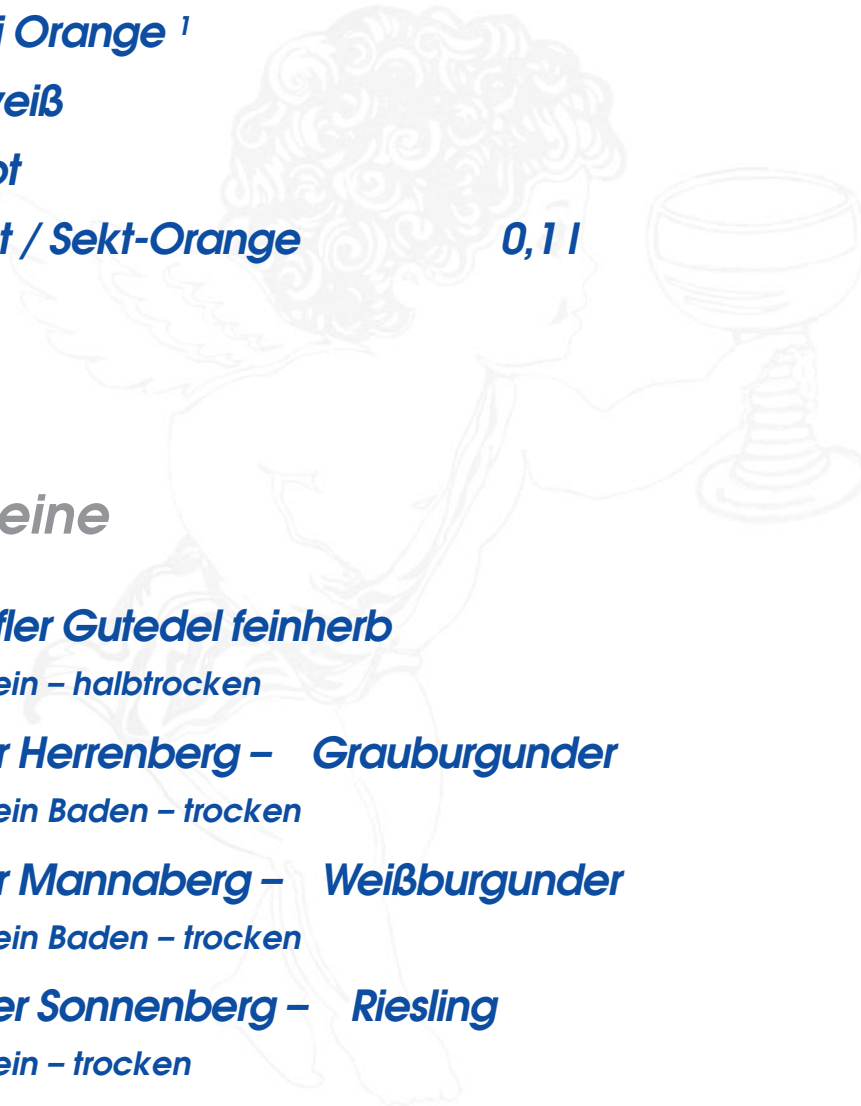 i Orange ¹
eiß
ot
t / Sekt-Orange 0,1 l
eine
fler Gutedel feinherb
ein – halbtrocken
r Herrenberg – Grauburgunder
ein Baden – trocken
r Mannaberg – Weißburgunder
ein Baden – trocken
er Sonnenberg – Riesling
ein – trocken